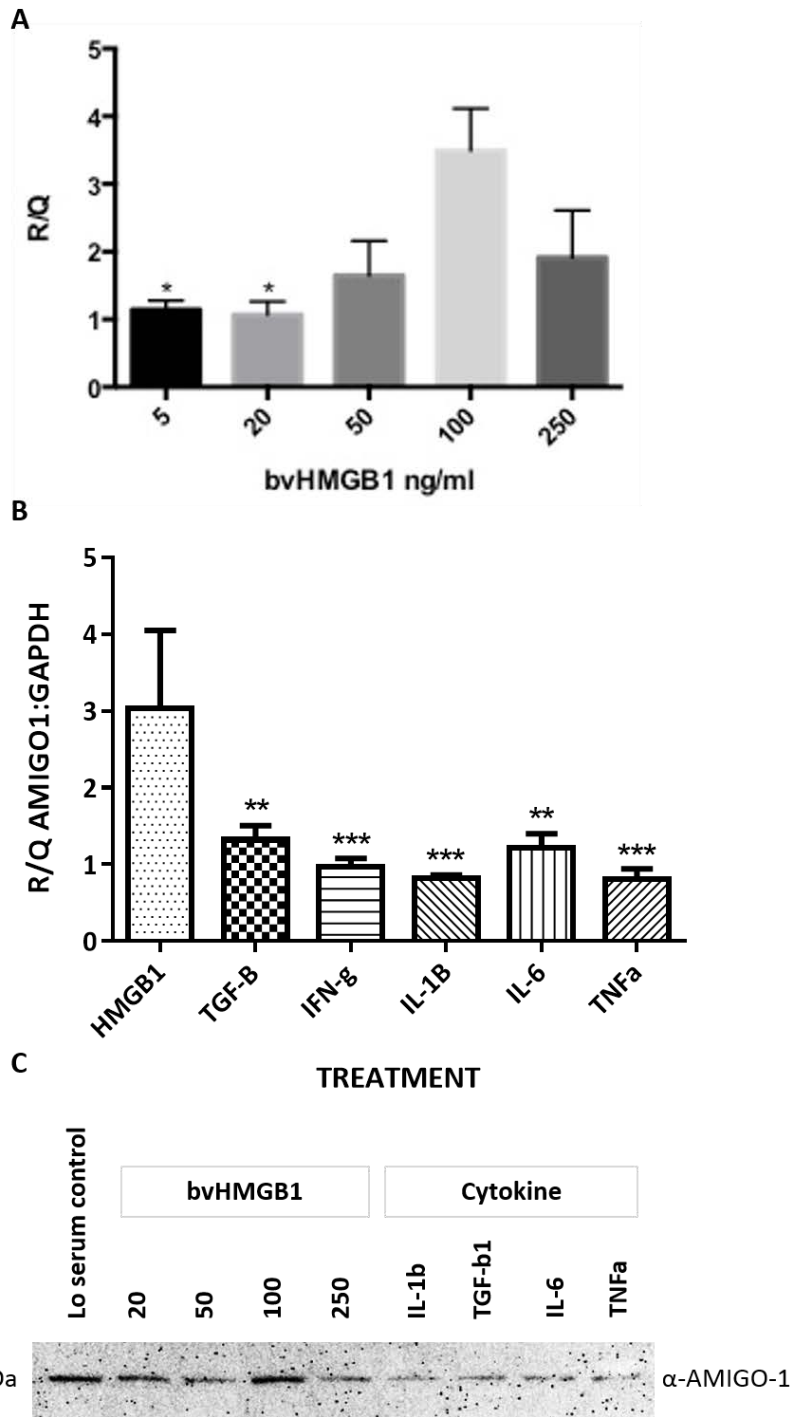 A
5
4
3
2
1
0
R/Q
* *
5 20 50 100 250
bvHMGB1 ng/ml
B
5
4
3
2
1
0
R/Q AMIGO1:GAPDH
** *** *** ** ***
HMGB1 TGF-B IFN-g IL-1B IL-6 TNFa
TREATMENT
C
Lo serum control
bvHMGB1 Cytokine
20 50 100 250 IL-1b TGF-b1 IL-6 TNFa
α-AMIGO-1